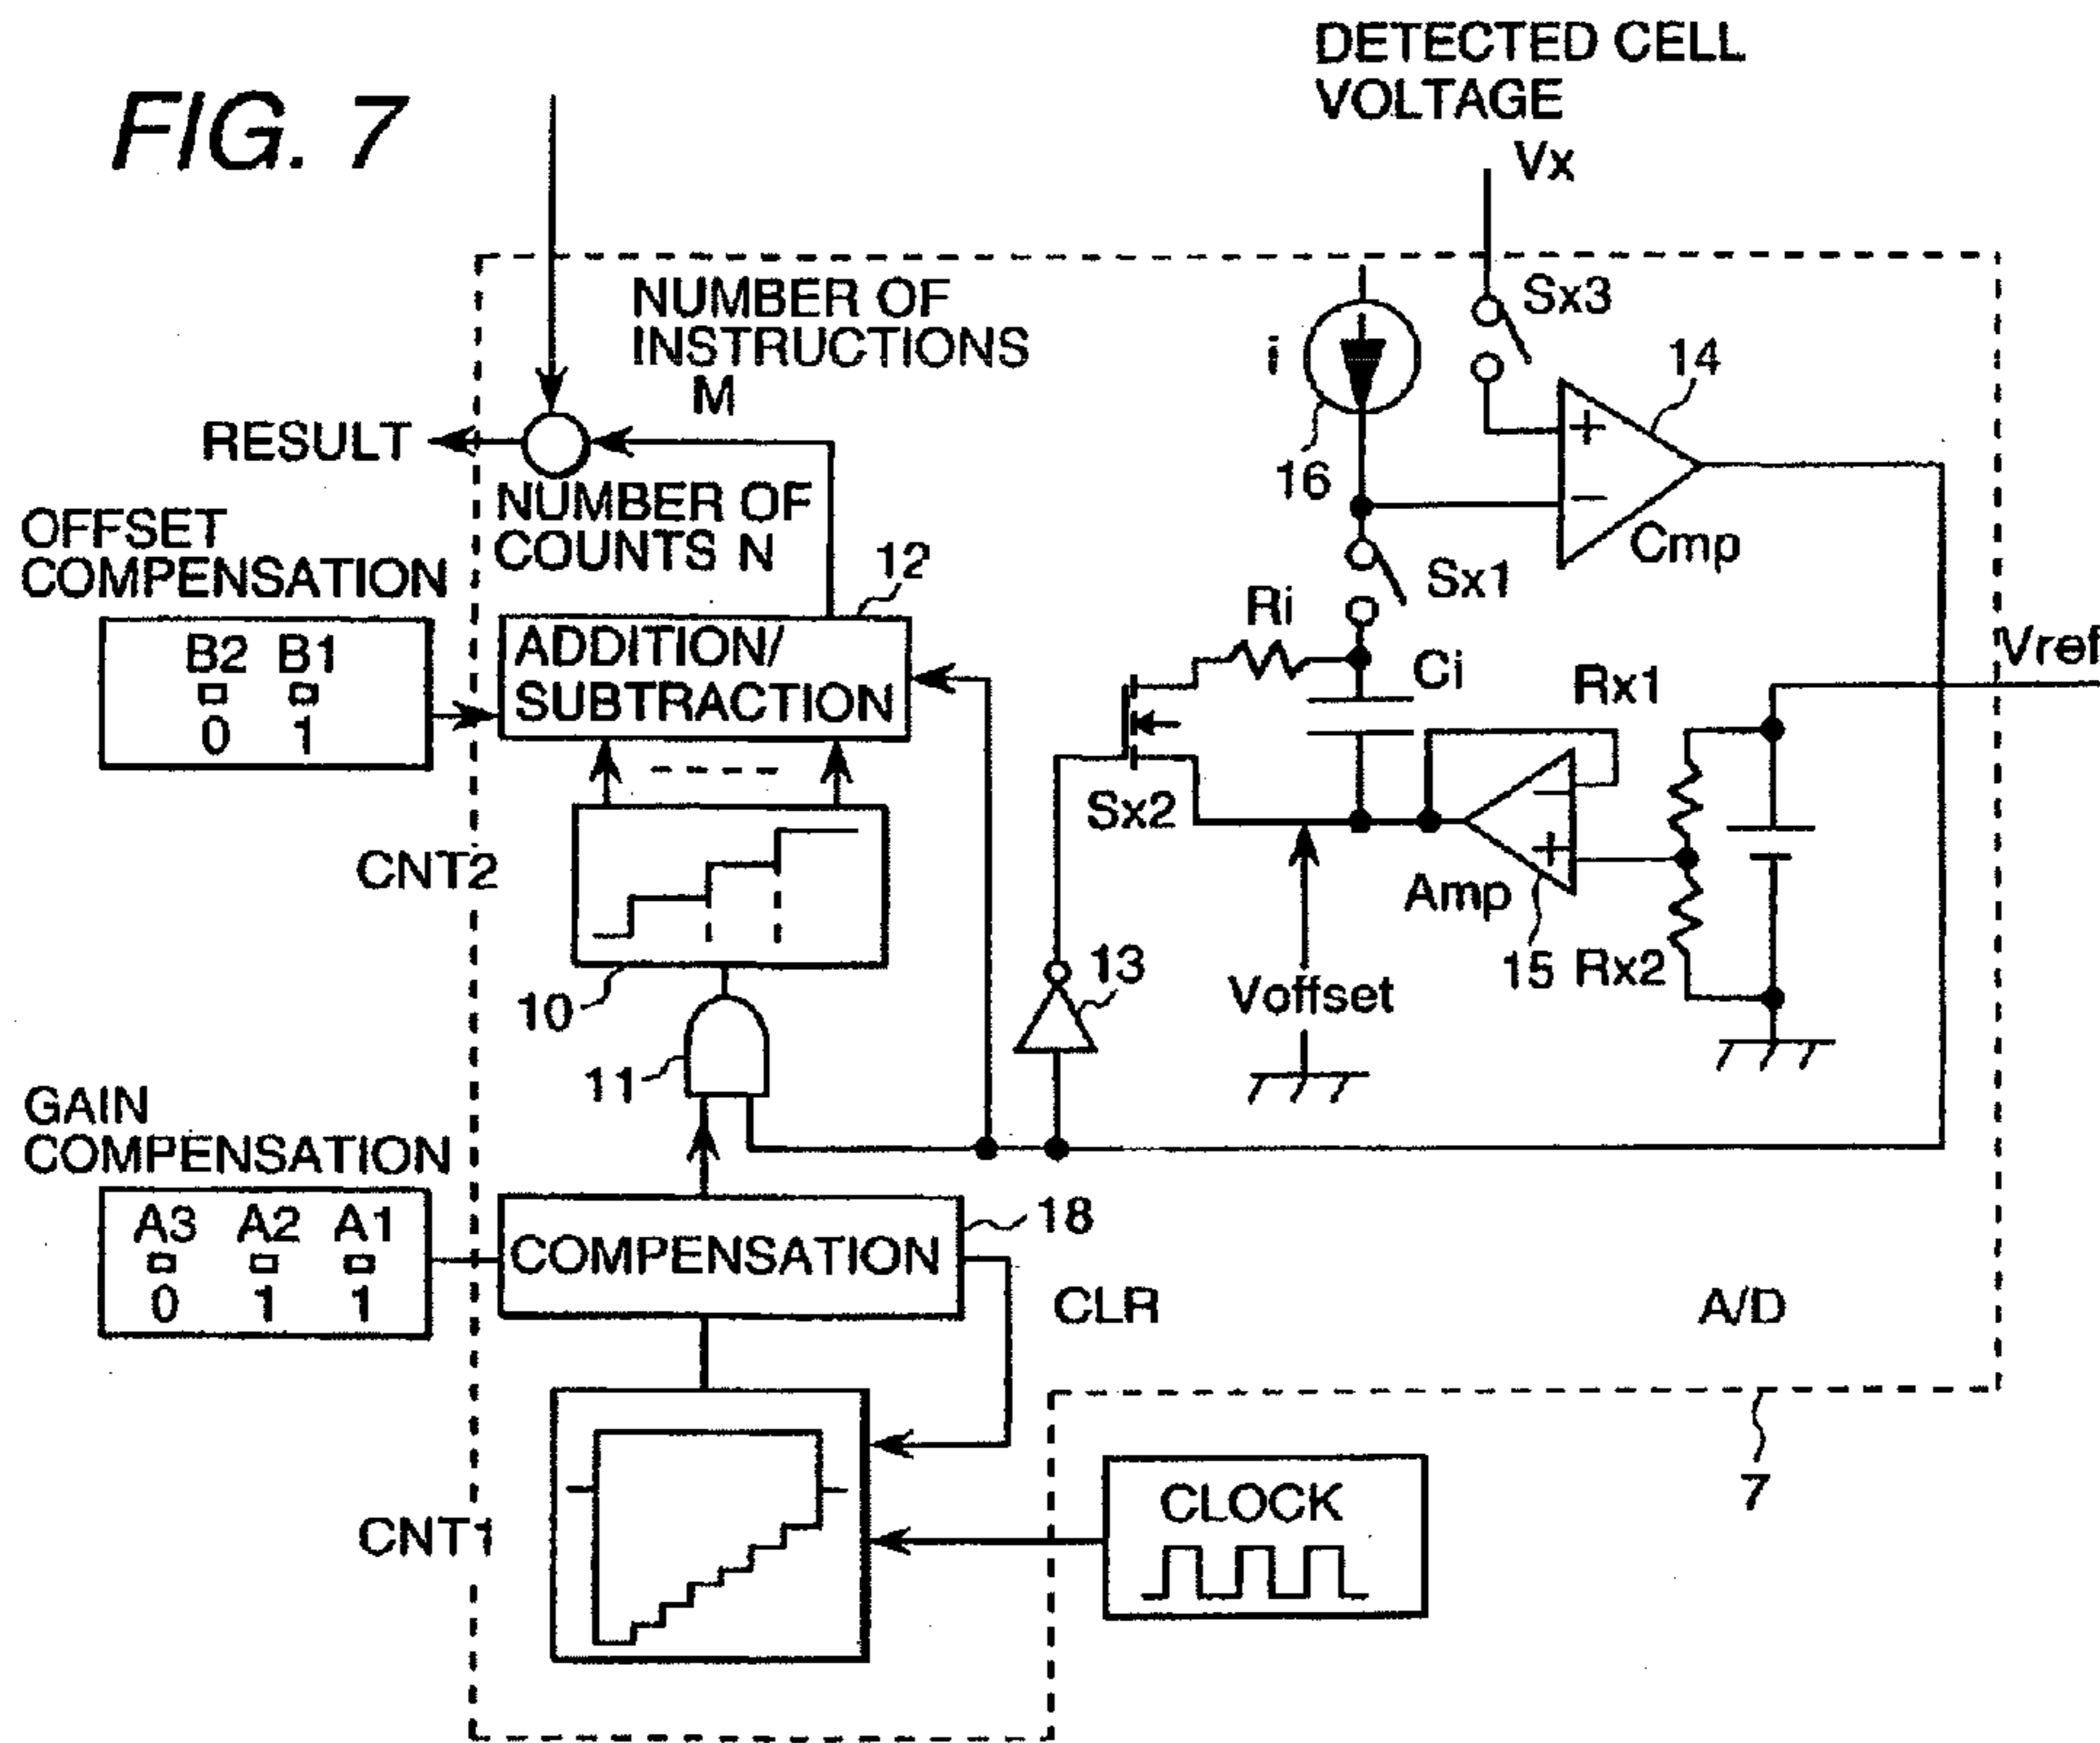 FIG. 7
DETECTED CELL
VOLTAGE
Vx
NUMBER OF
INSTRUCTIONS
M
Sx3
i
14
RESULT
16
+
−
Cmp
NUMBER OF
COUNTS N
OFFSET
COMPENSATION
12
Sx1
Ri
B2 B1
0 1
ADDITION/
SUBTRACTION
Ci
Rx1
Vref
Sx2
−
+
CNT2
Amp
15
Rx2
13
Voffset
10
11
GAIN
COMPENSATION
18
A3 A2 A1
0 1 1
COMPENSATION
CLR
A/D
7
CLOCK
CNT1